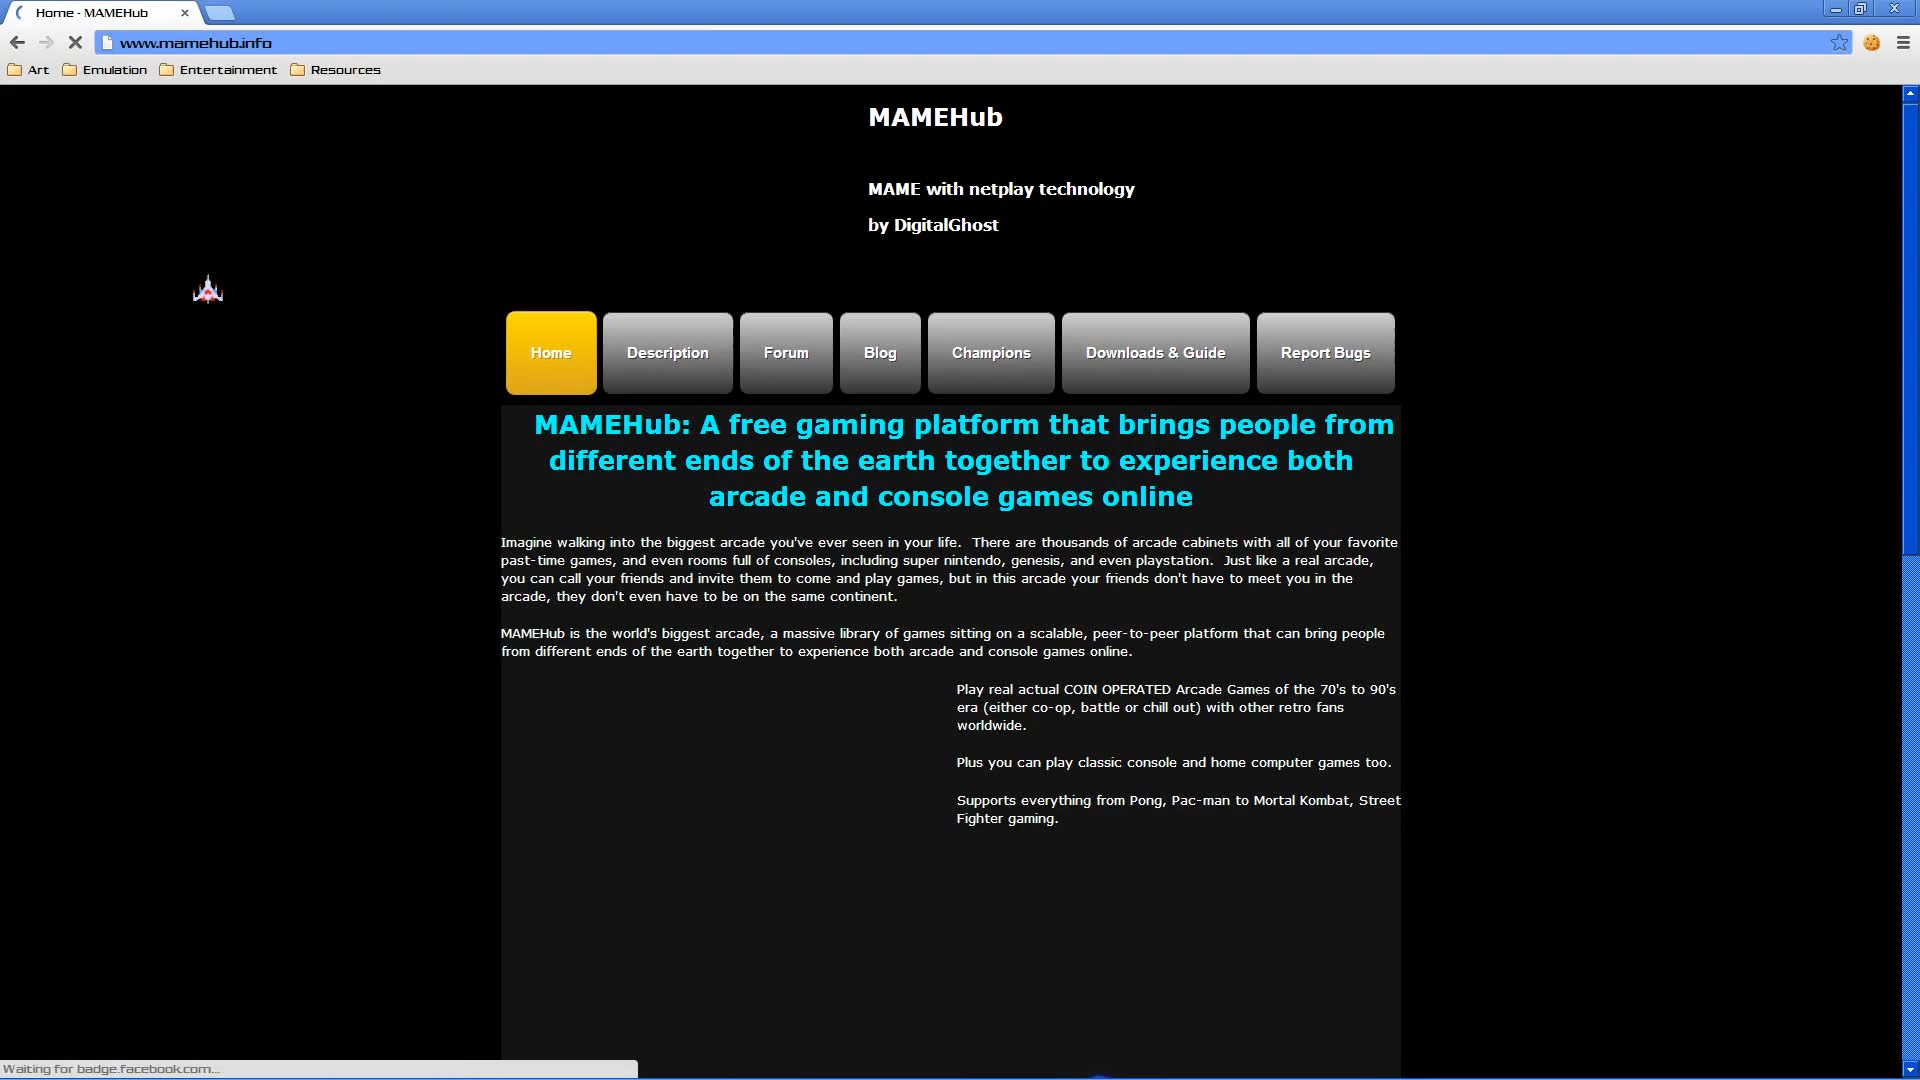 Home - MAMEHub
www.mamehub.info
Art Emulation Entertainment Resources
MAMEHub
MAME with netplay technology
by DigitalGhost
Home Description Forum Blog Champions Downloads & Guide Report Bugs
MAMEHub: A free gaming platform that brings people from
different ends of the earth together to experience both
arcade and console games online
Imagine walking into the biggest arcade you've ever seen in your life.  There are thousands of arcade cabinets with all of your favorite
past-time games, and even rooms full of consoles, including super nintendo, genesis, and even playstation.  Just like a real arcade,
you can call your friends and invite them to come and play games, but in this arcade your friends don't have to meet you in the
arcade, they don't even have to be on the same continent.
MAMEHub is the world's biggest arcade, a massive library of games sitting on a scalable, peer-to-peer platform that can bring people
from different ends of the earth together to experience both arcade and console games online.
Play real actual COIN OPERATED Arcade Games of the 70's to 90's
era (either co-op, battle or chill out) with other retro fans
worldwide.
Plus you can play classic console and home computer games too.
Supports everything from Pong, Pac-man to Mortal Kombat, Street
Fighter gaming.
Waiting for badge.facebook.com...